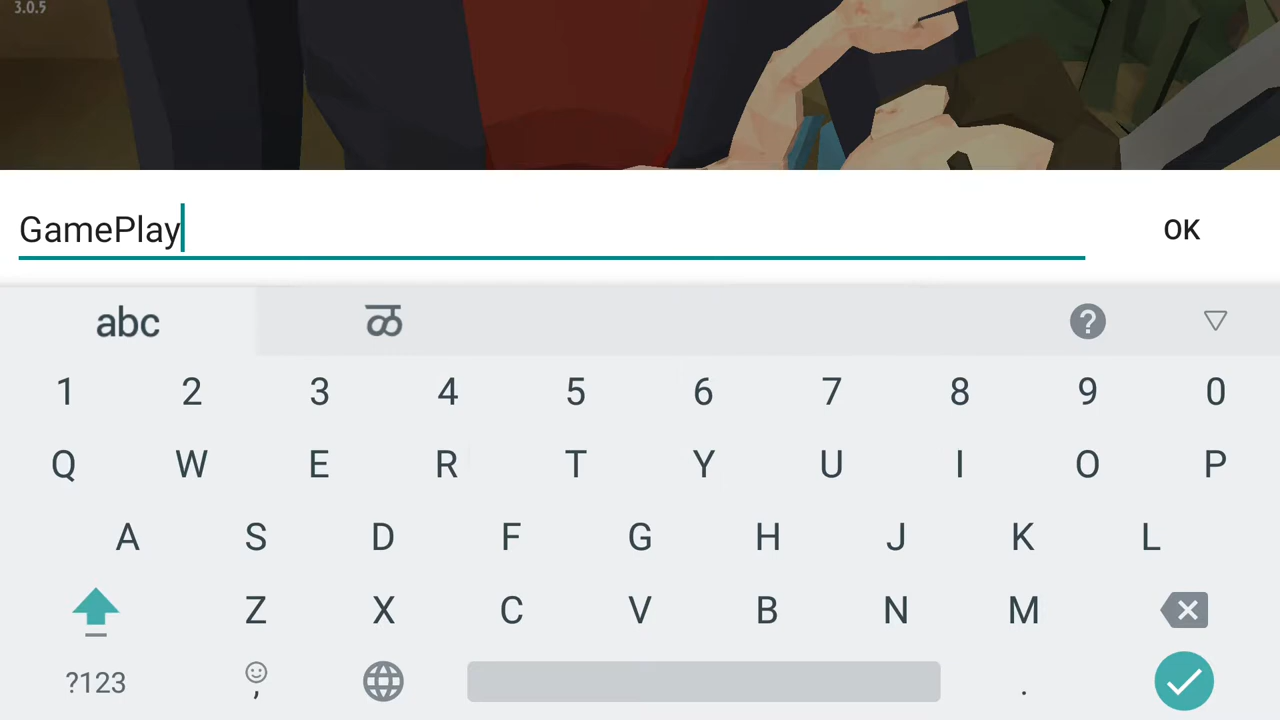 3.0.5
GamePlay
OK
abc
?
1 2 3 4 5 6 7 8 9 0
Q W E R T Y U I O P
A S D F G H J K L
Z X C V B N M
?123 , .